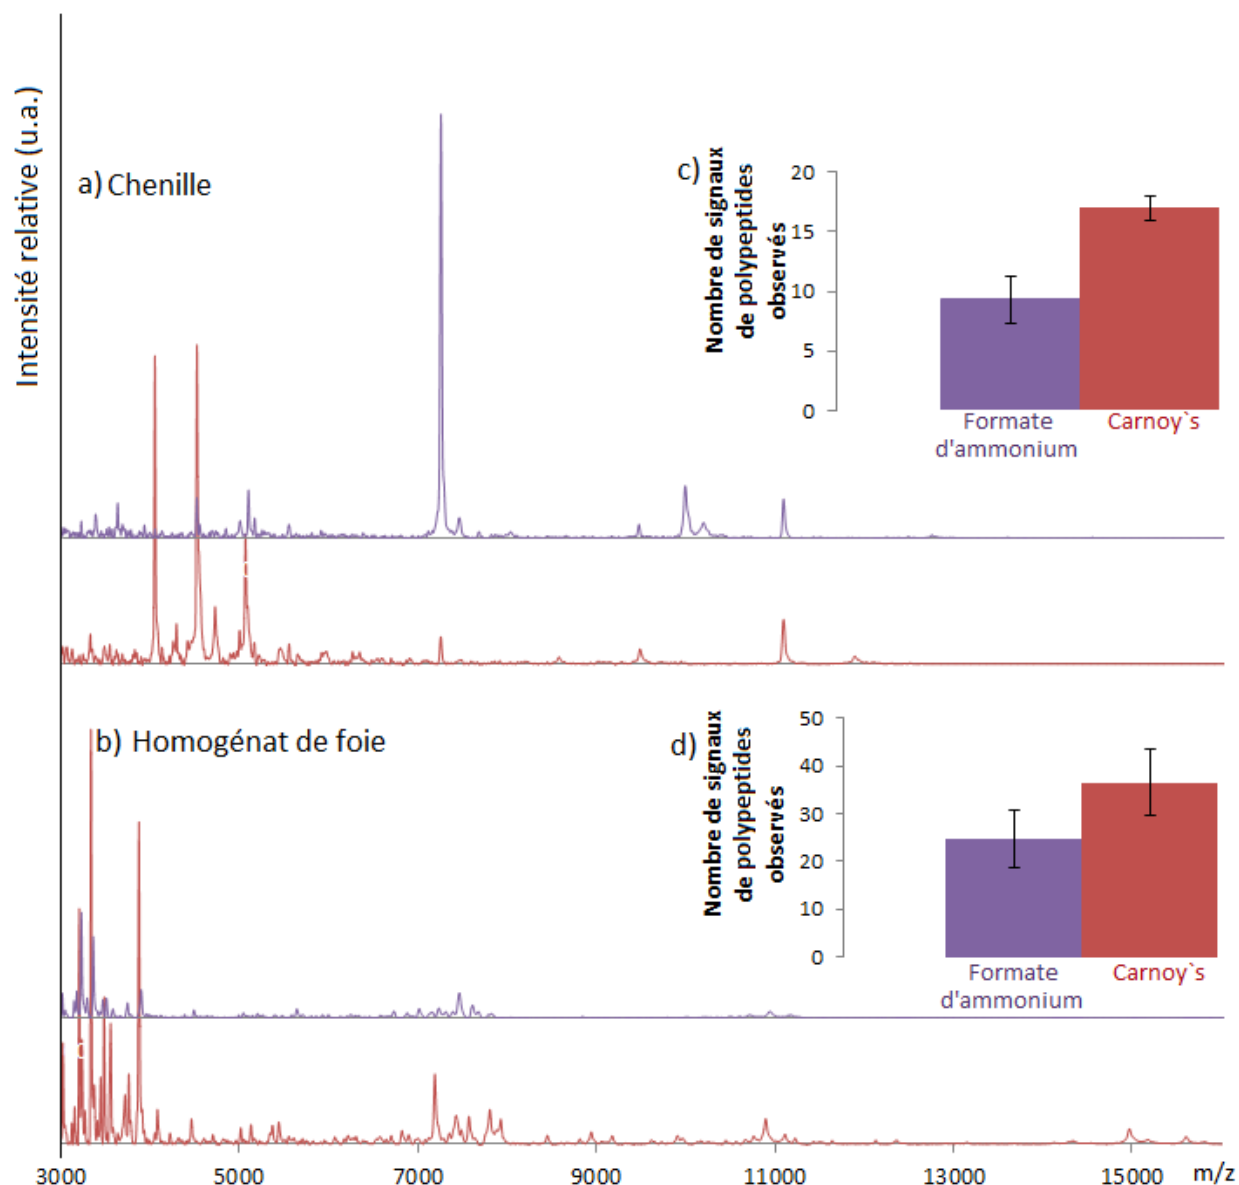 Intensité relative (u.a.)
a) Chenille
c)
Nombre de signaux
de polypeptides
observés
20
15
10
5
0
Formate
d'ammonium
Carnoy`s
b) Homogénat de foie
d)
Nombre de signaux
de polypeptides
observés
50
40
30
20
10
0
Formate
d'ammonium
Carnoy`s
3000 5000 7000 9000 11000 13000 15000 m/z